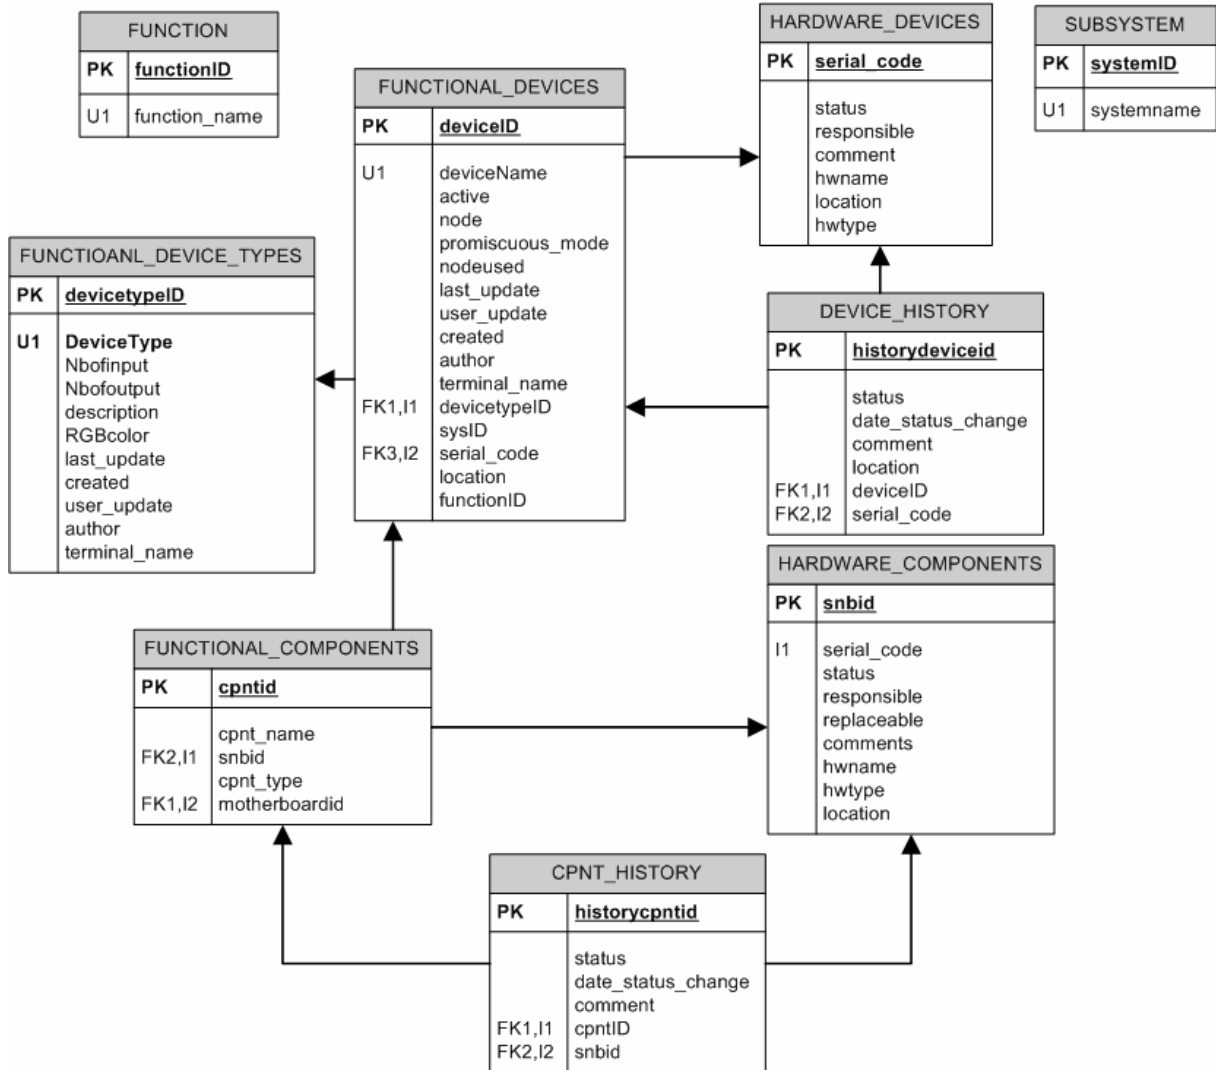 FUNCTION
PK functionID
U1 function_name
HARDWARE_DEVICES
PK serial_code
status
responsible
comment
hwname
location
hwtype
SUBSYSTEM
PK systemID
U1 systemname
FUNCTIONAL_DEVICES
PK deviceID
U1 deviceName
active
node
promiscuous_mode
nodeused
last_update
user_update
created
author
terminal_name
FK1,I1 devicetypeID
sysID
FK3,I2 serial_code
location
functionID
FUNCTIOANL_DEVICE_TYPES
PK devicetypeID
U1 DeviceType
Nbofinput
Nbofoutput
description
RGBcolor
last_update
created
user_update
author
terminal_name
DEVICE_HISTORY
PK historydeviceid
status
date_status_change
comment
location
FK1,I1 deviceID
FK2,I2 serial_code
HARDWARE_COMPONENTS
PK snbid
I1 serial_code
status
responsible
replaceable
comments
hwname
hwtype
location
FUNCTIONAL_COMPONENTS
PK cpntid
cpnt_name
FK2,I1 snbid
cpnt_type
FK1,I2 motherboardid
CPNT_HISTORY
PK historycpntid
status
date_status_change
comment
FK1,I1 cpntID
FK2,I2 snbid